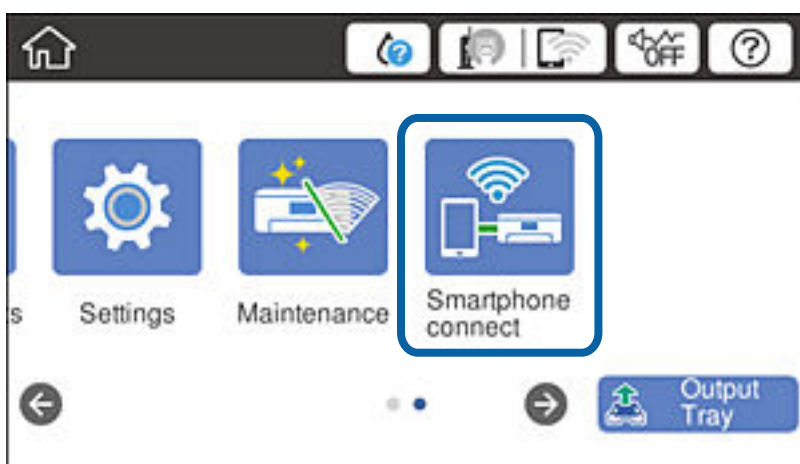 ? OFF ?
s Settings Maintenance Smartphone
connect
Output
Tray